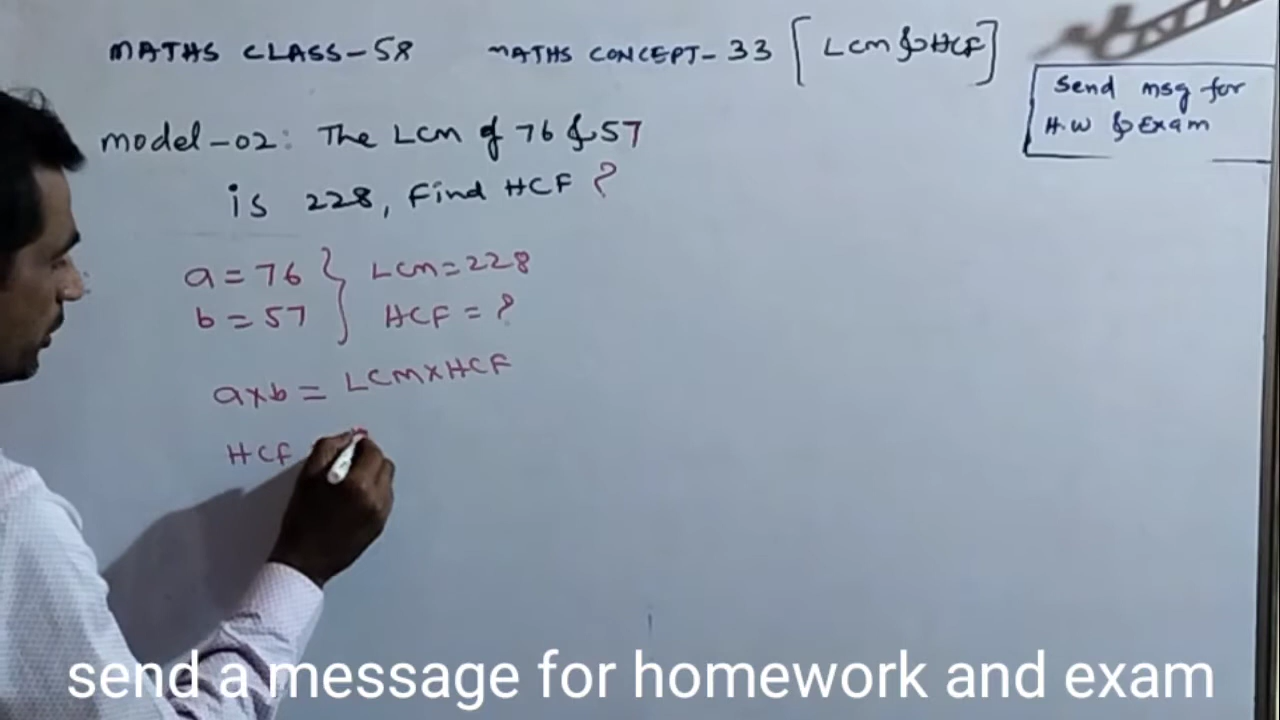 MATHS CLASS-58 MATHS CONCEPT-33 [LCM & HCF]
Send msg for
H.W & Exam
model-02: The LCM of 76 & 57
is 228, Find HCF ?
a = 76 } LCM = 228
b = 57 HCF = ?
a×b = LCM×HCF
HCF
send a message for homework and exam